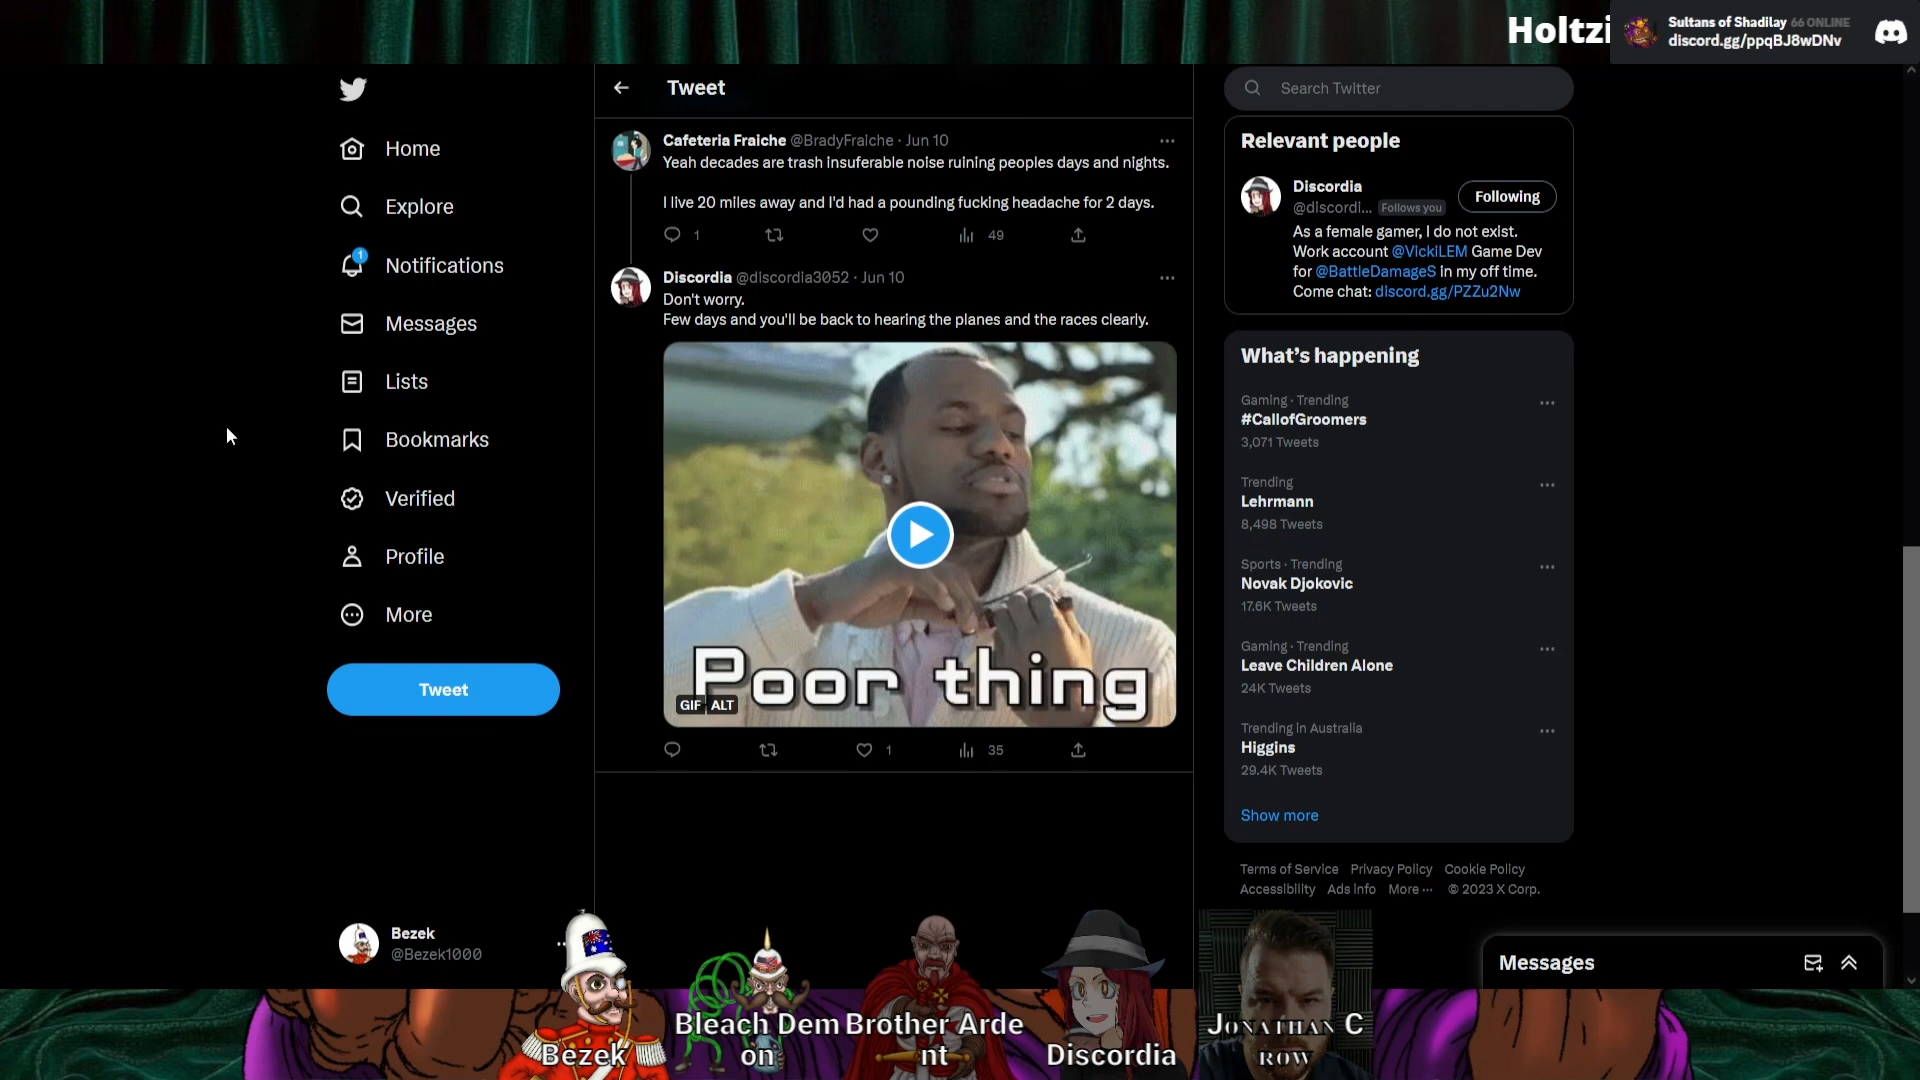 Holtzi
Sultans of Shadilay 66 ONLINE
discord.gg/ppqBJ8wDNv
Home
Explore
1
Notifications
Messages
Lists
Bookmarks
Verified
Profile
More
Tweet
Bezek
@Bezek1000
Tweet
Cafeteria Fraiche @BradyFraiche · Jun 10
Yeah decades are trash insuferable noise ruining peoples days and nights.
I live 20 miles away and I'd had a pounding fucking headache for 2 days.
1
49
Discordia @discordia3052 · Jun 10
Don't worry.
Few days and you'll be back to hearing the planes and the races clearly.
Poor thing
GIF ALT
1
35
Search Twitter
Relevant people
Discordia
@discordi... Follows you
Following
As a female gamer, I do not exist.
Work account @VickiLEM Game Dev
for @BattleDamageS in my off time.
Come chat: discord.gg/PZZu2Nw
What's happening
Gaming · Trending
#CallofGroomers
3,071 Tweets
Trending
Lehrmann
8,498 Tweets
Sports · Trending
Novak Djokovic
17.6K Tweets
Gaming · Trending
Leave Children Alone
24K Tweets
Trending in Australia
Higgins
29.4K Tweets
Show more
Terms of Service Privacy Policy Cookie Policy
Accessibility Ads info More ··· © 2023 X Corp.
Messages
Bezek
Bleach Dem
on
Brother Arde
nt
Discordia
Jonathan C
row